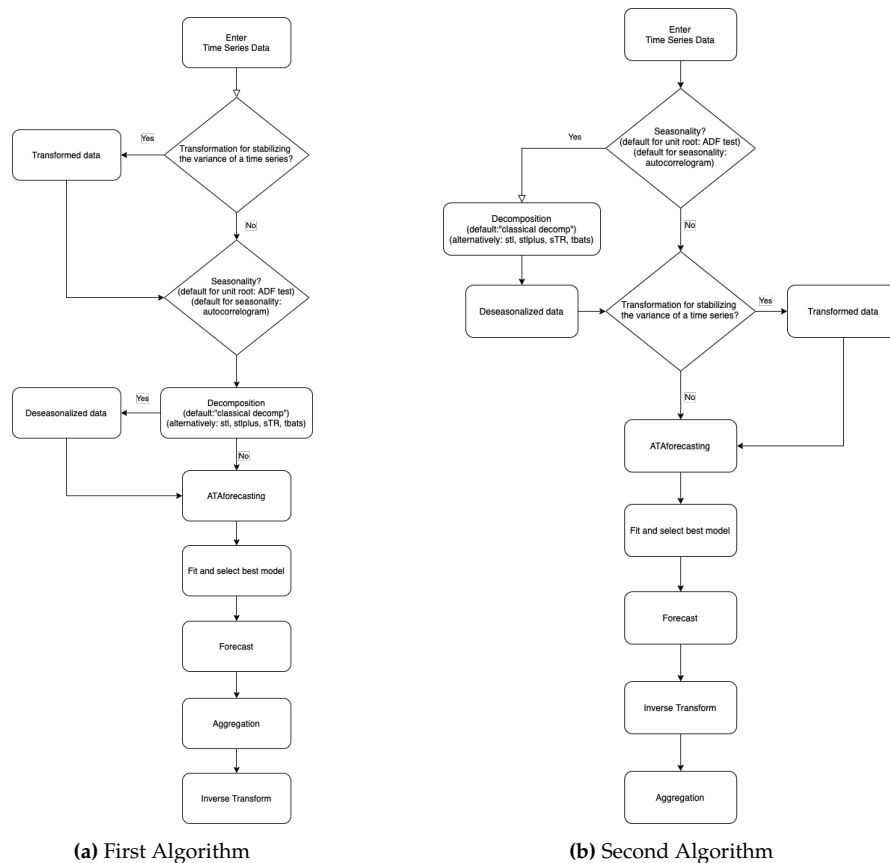 Enter
Time Series Data
Yes
Transformed data
Transformation for stabilizing
the variance of a time series?
No
Seasonality?
(default for unit root: ADF test)
(default for seasonality:
autocorrelogram)
Deseasonalized data
Yes
Decomposition
(default:"classical decomp")
(alternatively: stl, stlplus, sTR, tbats)
No
ATAforecasting
Fit and select best model
Forecast
Aggregation
Inverse Transform
(a) First Algorithm
Enter
Time Series Data
Yes
Seasonality?
(default for unit root: ADF test)
(default for seasonality:
autocorrelogram)
Decomposition
(default:"classical decomp")
(alternatively: stl, stlplus, sTR, tbats)
No
Deseasonalized data
Transformation for stabilizing
the variance of a time series?
Yes
Transformed data
No
ATAforecasting
Fit and select best model
Forecast
Inverse Transform
Aggregation
(b) Second Algorithm